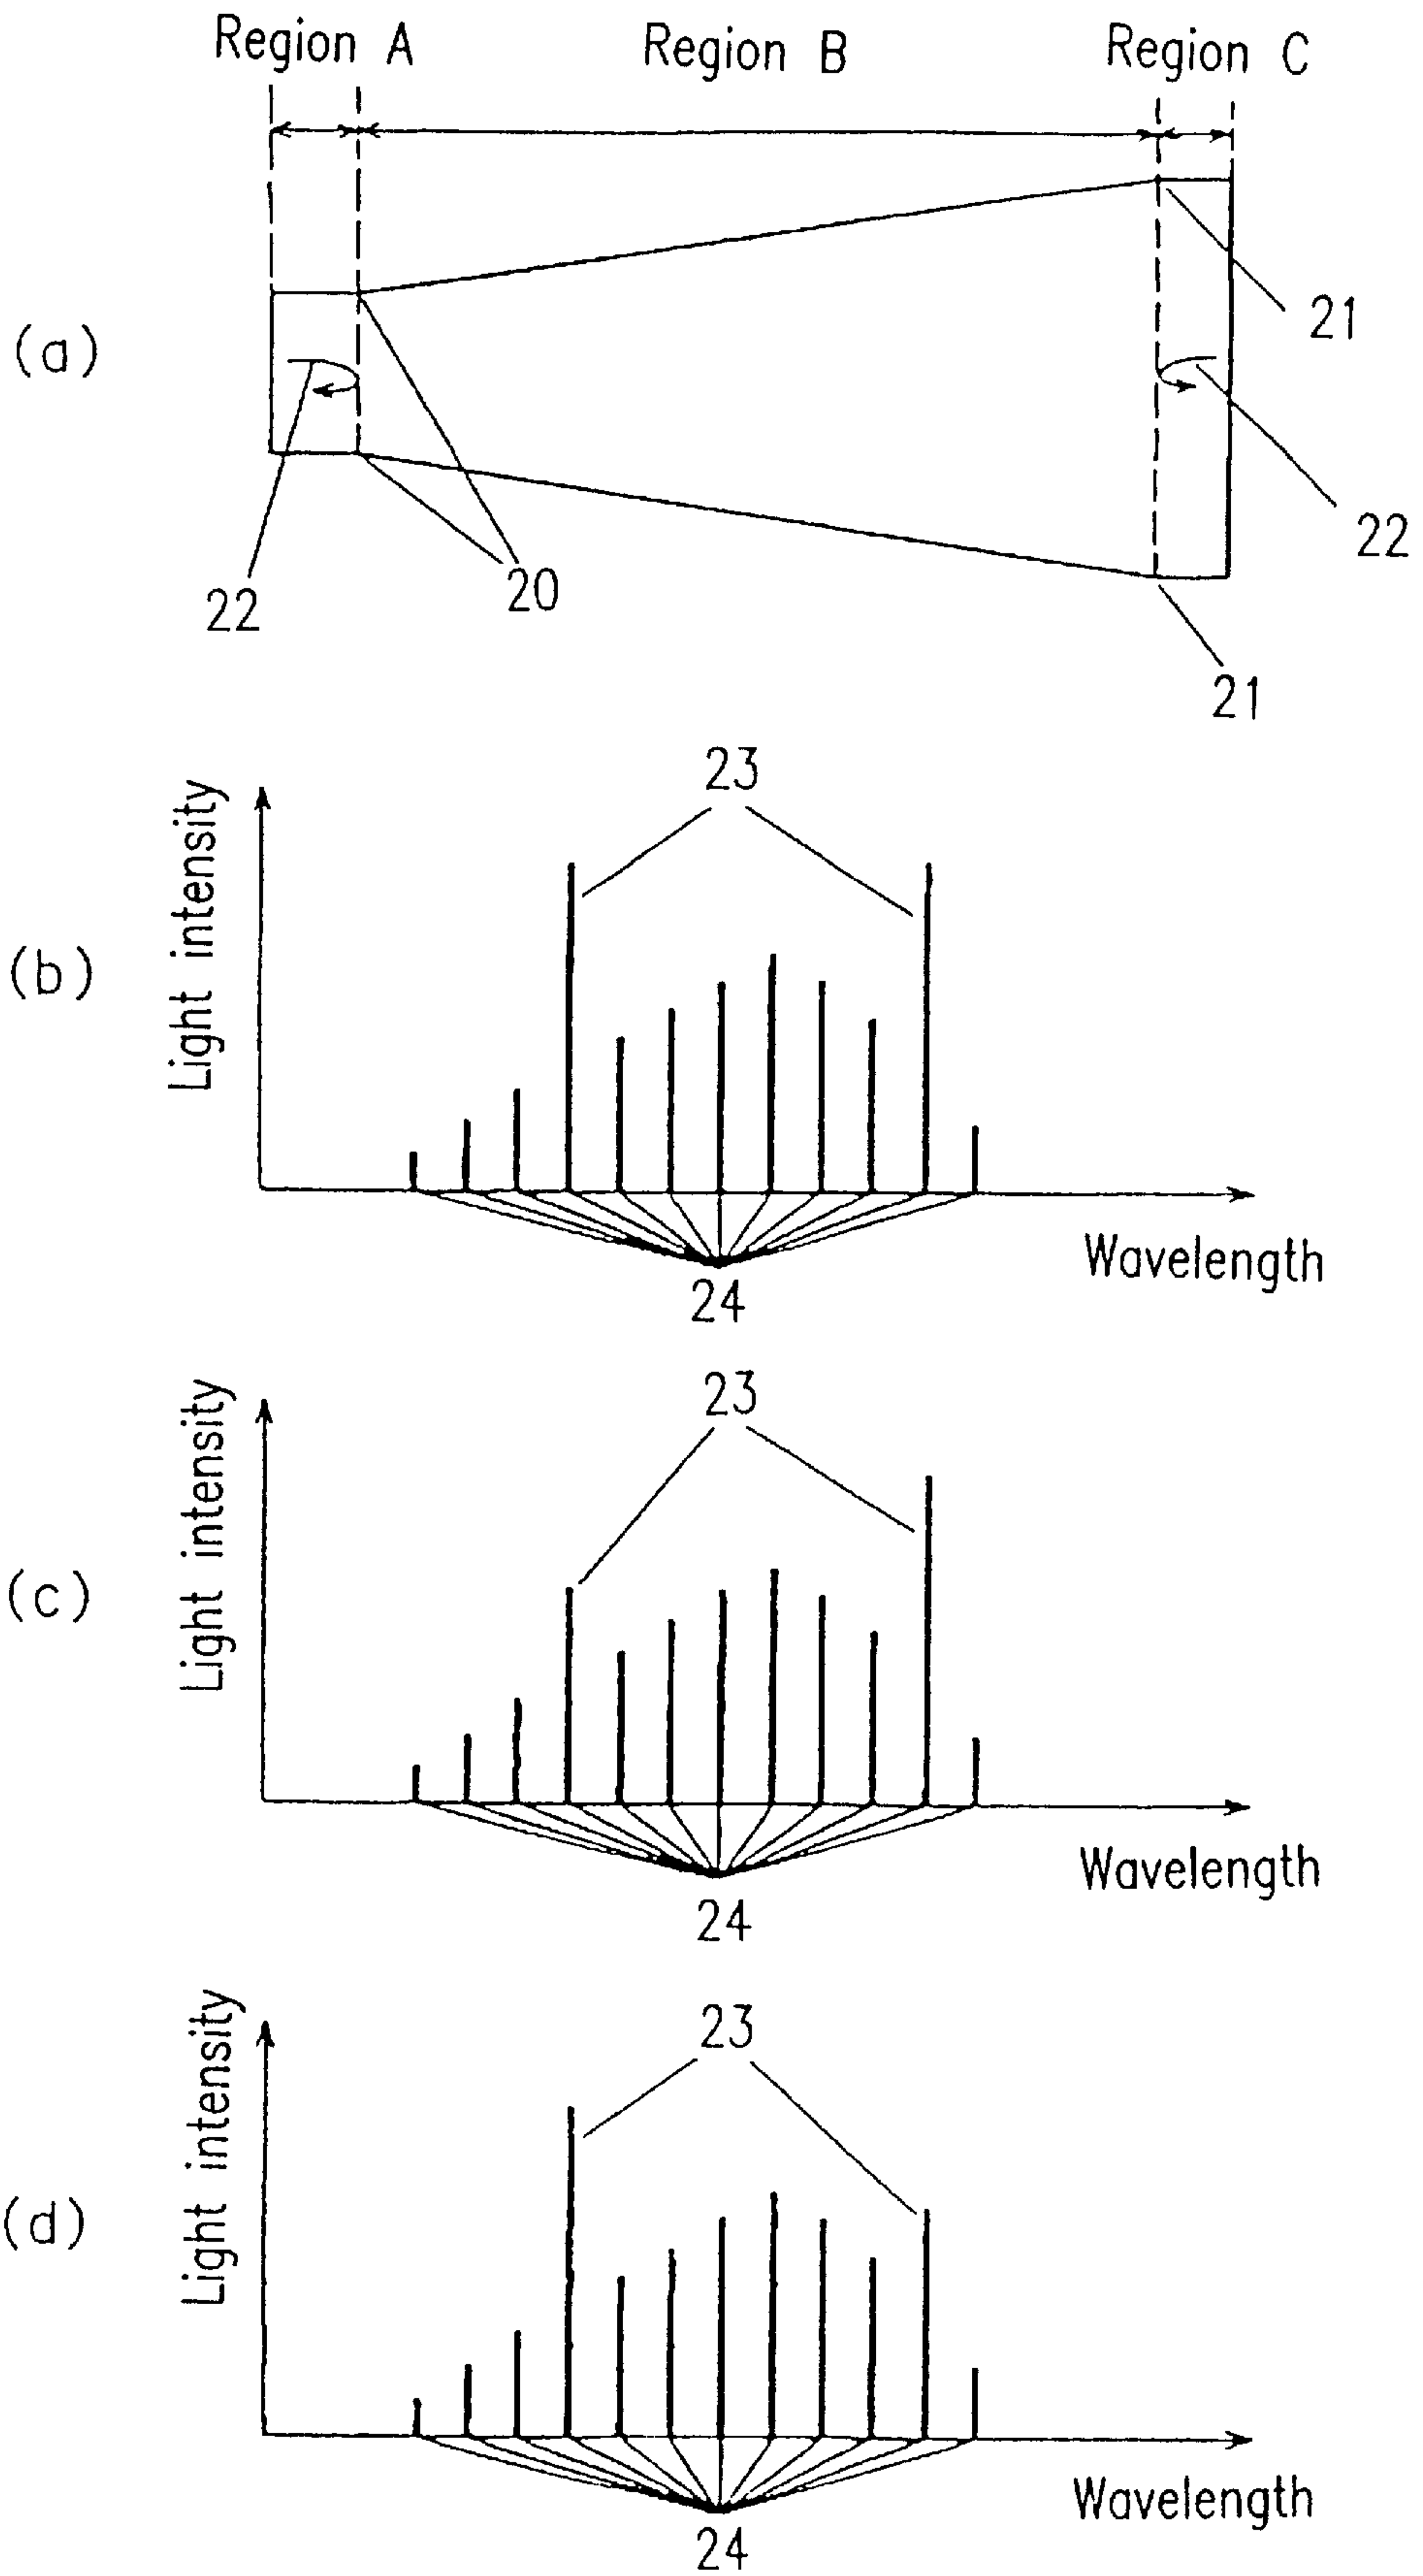 Region A Region B Region C
(a)
21
22
20
22
21
23
(b)
Light intensity
Wavelength
24
23
(c)
Light intensity
Wavelength
24
23
(d)
Light intensity
Wavelength
24